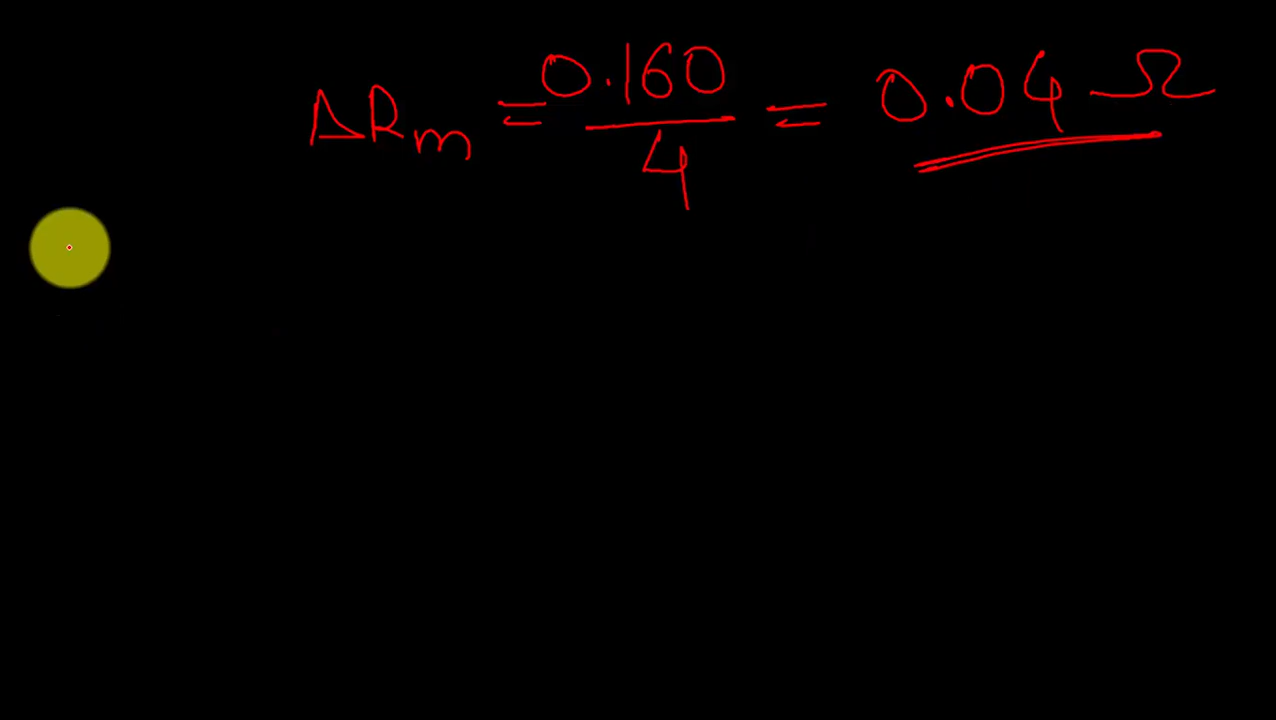 ΔRm = 0.160/4 = 0.04 Ω